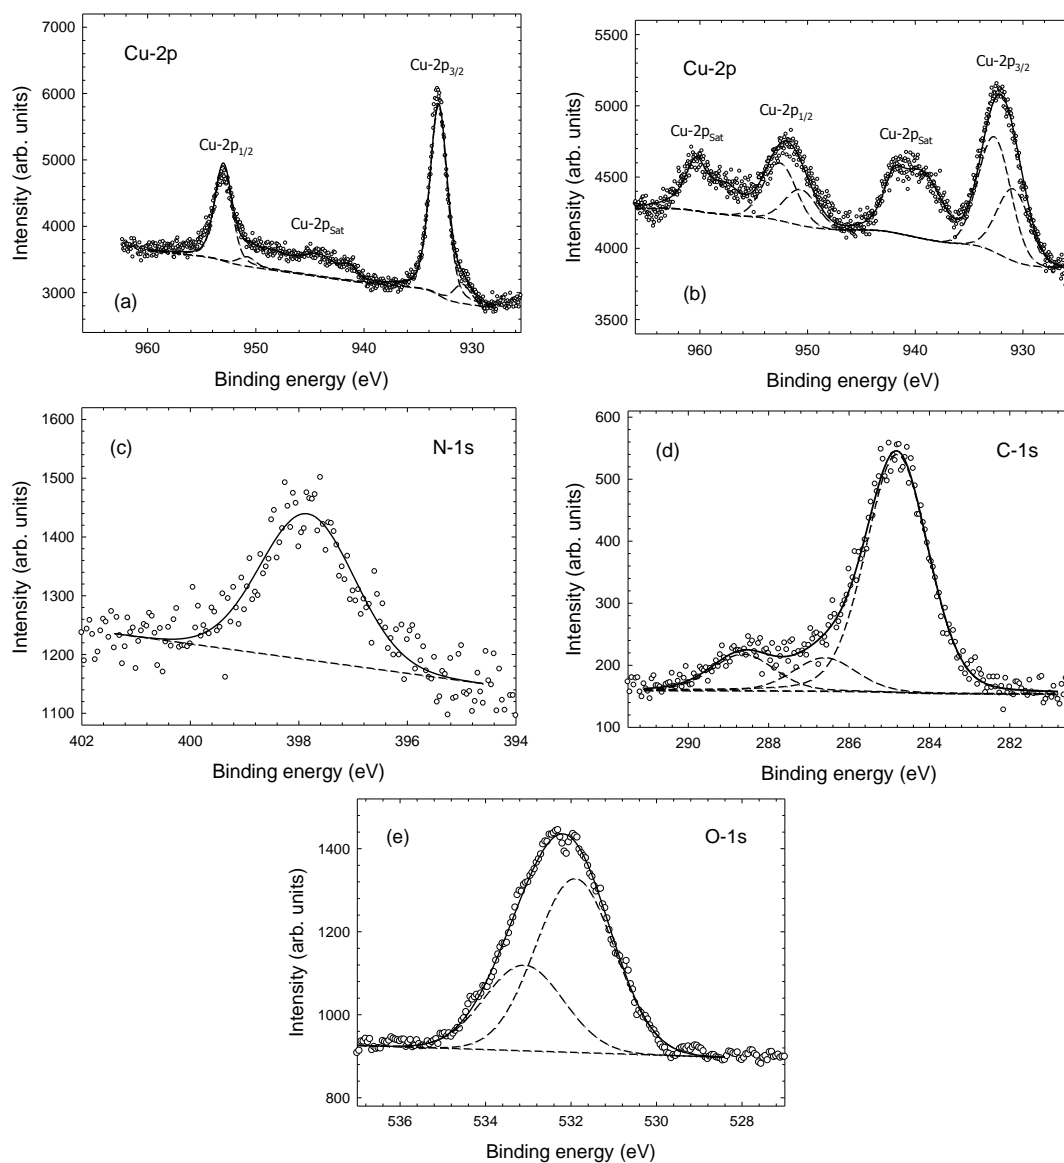 7000
6000
5000
4000
3000
Intensity (arb. units)
Cu-2p
Cu-2p3/2
Cu-2p1/2
Cu-2pSat
(a)
960 950 940 930
Binding energy (eV)
5500
5000
4500
4000
3500
Intensity (arb. units)
Cu-2p
Cu-2p3/2
Cu-2p1/2
Cu-2pSat
Cu-2pSat
(b)
960 950 940 930
Binding energy (eV)
1600
1500
1400
1300
1200
1100
Intensity (arb. units)
(c)
N-1s
402 400 398 396 394
Binding energy (eV)
600
500
400
300
200
100
Intensity (arb. units)
(d)
C-1s
290 288 286 284 282
Binding energy (eV)
1400
1200
1000
800
Intensity (arb. units)
(e)
O-1s
536 534 532 530 528
Binding energy (eV)